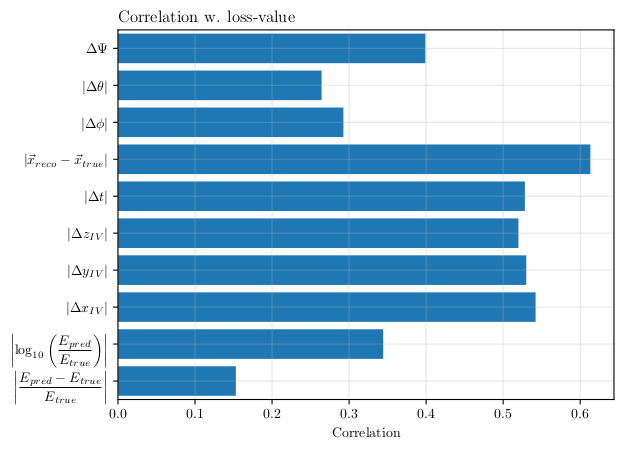 Correlation w. loss-value
ΔΨ
|Δθ|
|Δϕ|
|x⃗_reco − x⃗_true|
|Δt|
|Δz_IV|
|Δy_IV|
|Δx_IV|
|log₁₀(E_pred/E_true)|
|(E_pred − E_true)/E_true|
0.0 0.1 0.2 0.3 0.4 0.5 0.6
Correlation